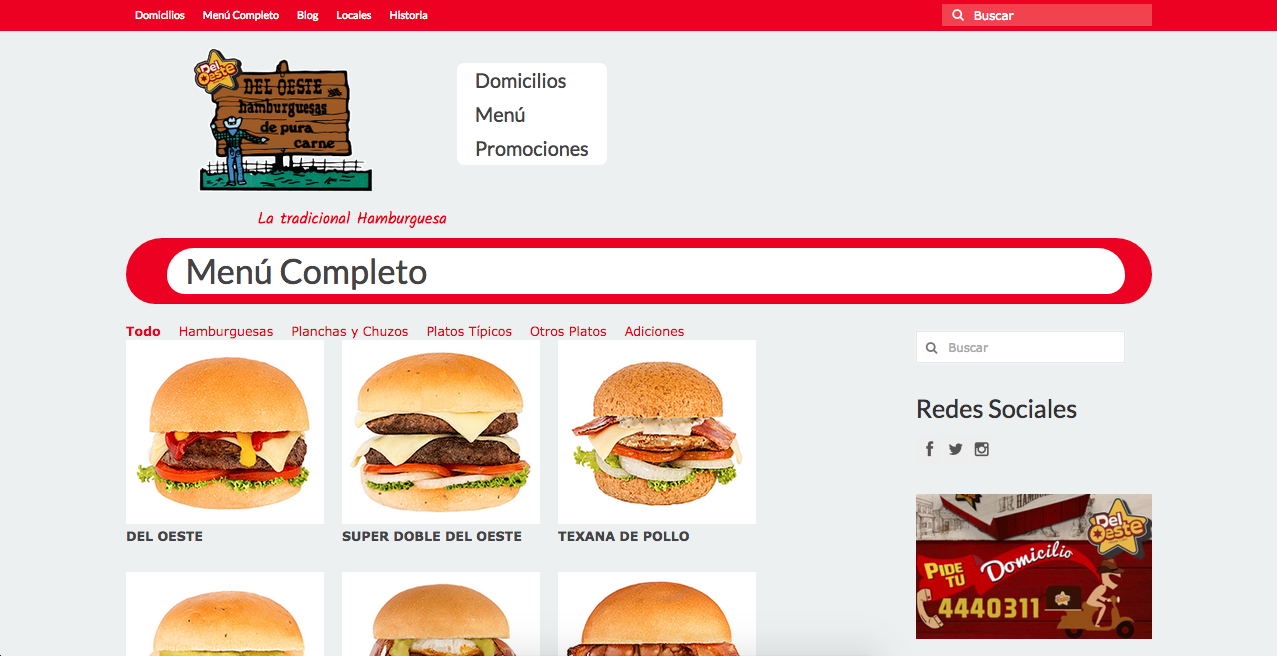 Domicilios Menú Completo Blog Locales Historia
Buscar
Del Oeste
DEL OESTE
hamburguesas
de pura
carne
Domicilios
Menú
Promociones
La tradicional Hamburguesa
Menú Completo
Todo Hamburguesas Planchas y Chuzos Platos Típicos Otros Platos Adiciones
DEL OESTE
SUPER DOBLE DEL OESTE
TEXANA DE POLLO
Buscar
Redes Sociales
Del Oeste
PIDE
TU
Domicilio
4440311